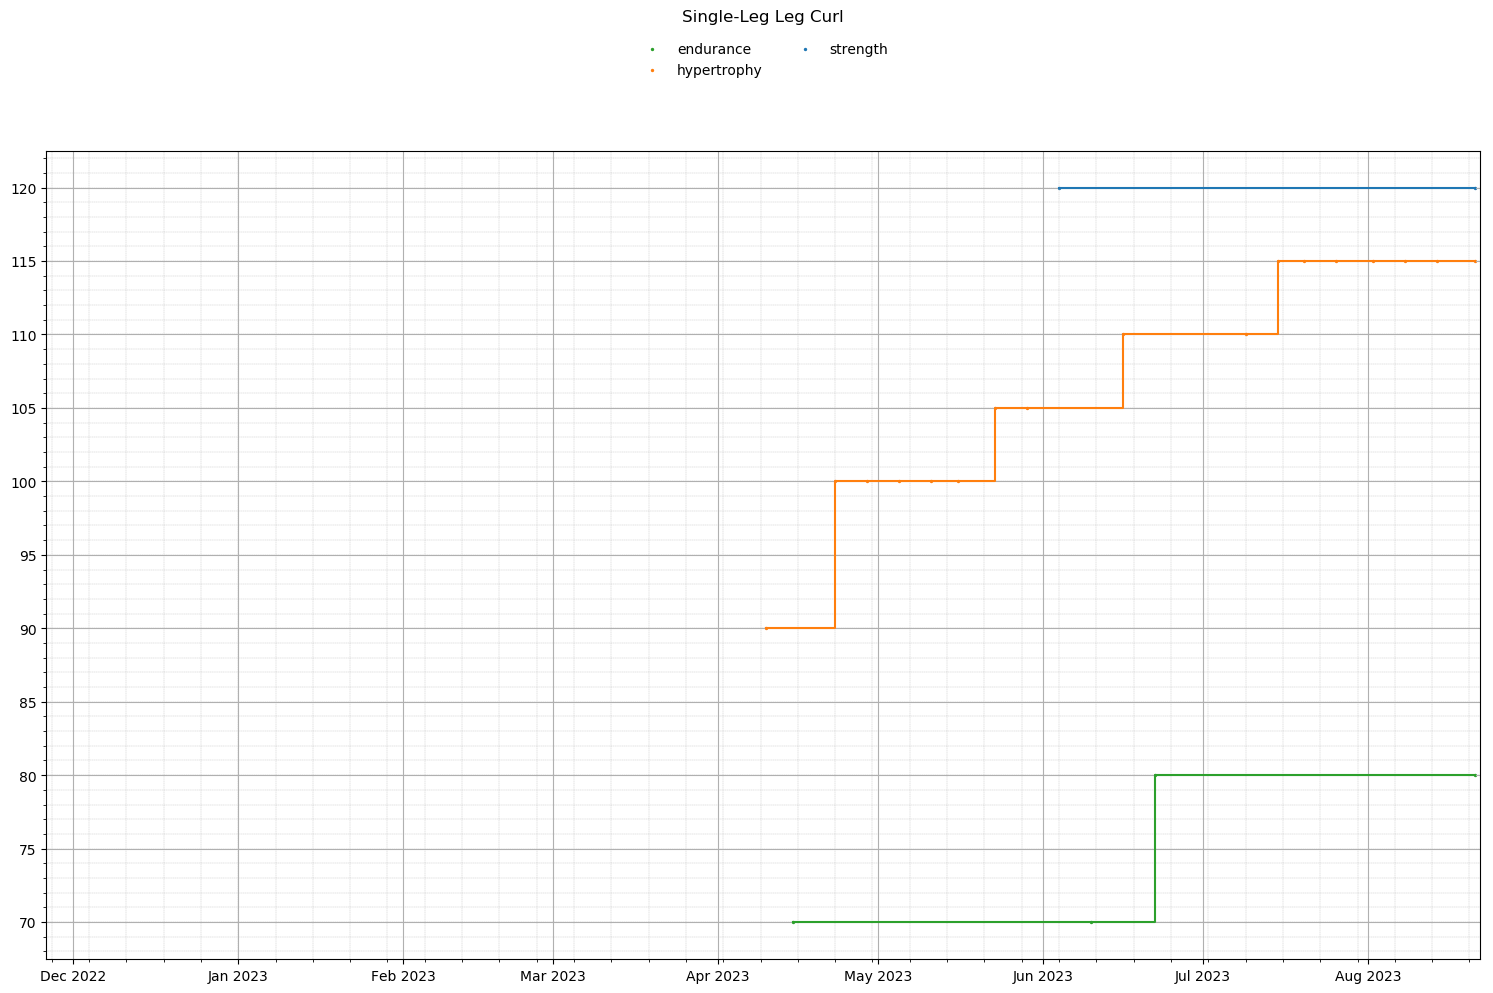 Single-Leg Leg Curl
endurance
hypertrophy
strength
120
115
110
105
100
95
90
85
80
75
70
Dec 2022
Jan 2023
Feb 2023
Mar 2023
Apr 2023
May 2023
Jun 2023
Jul 2023
Aug 2023